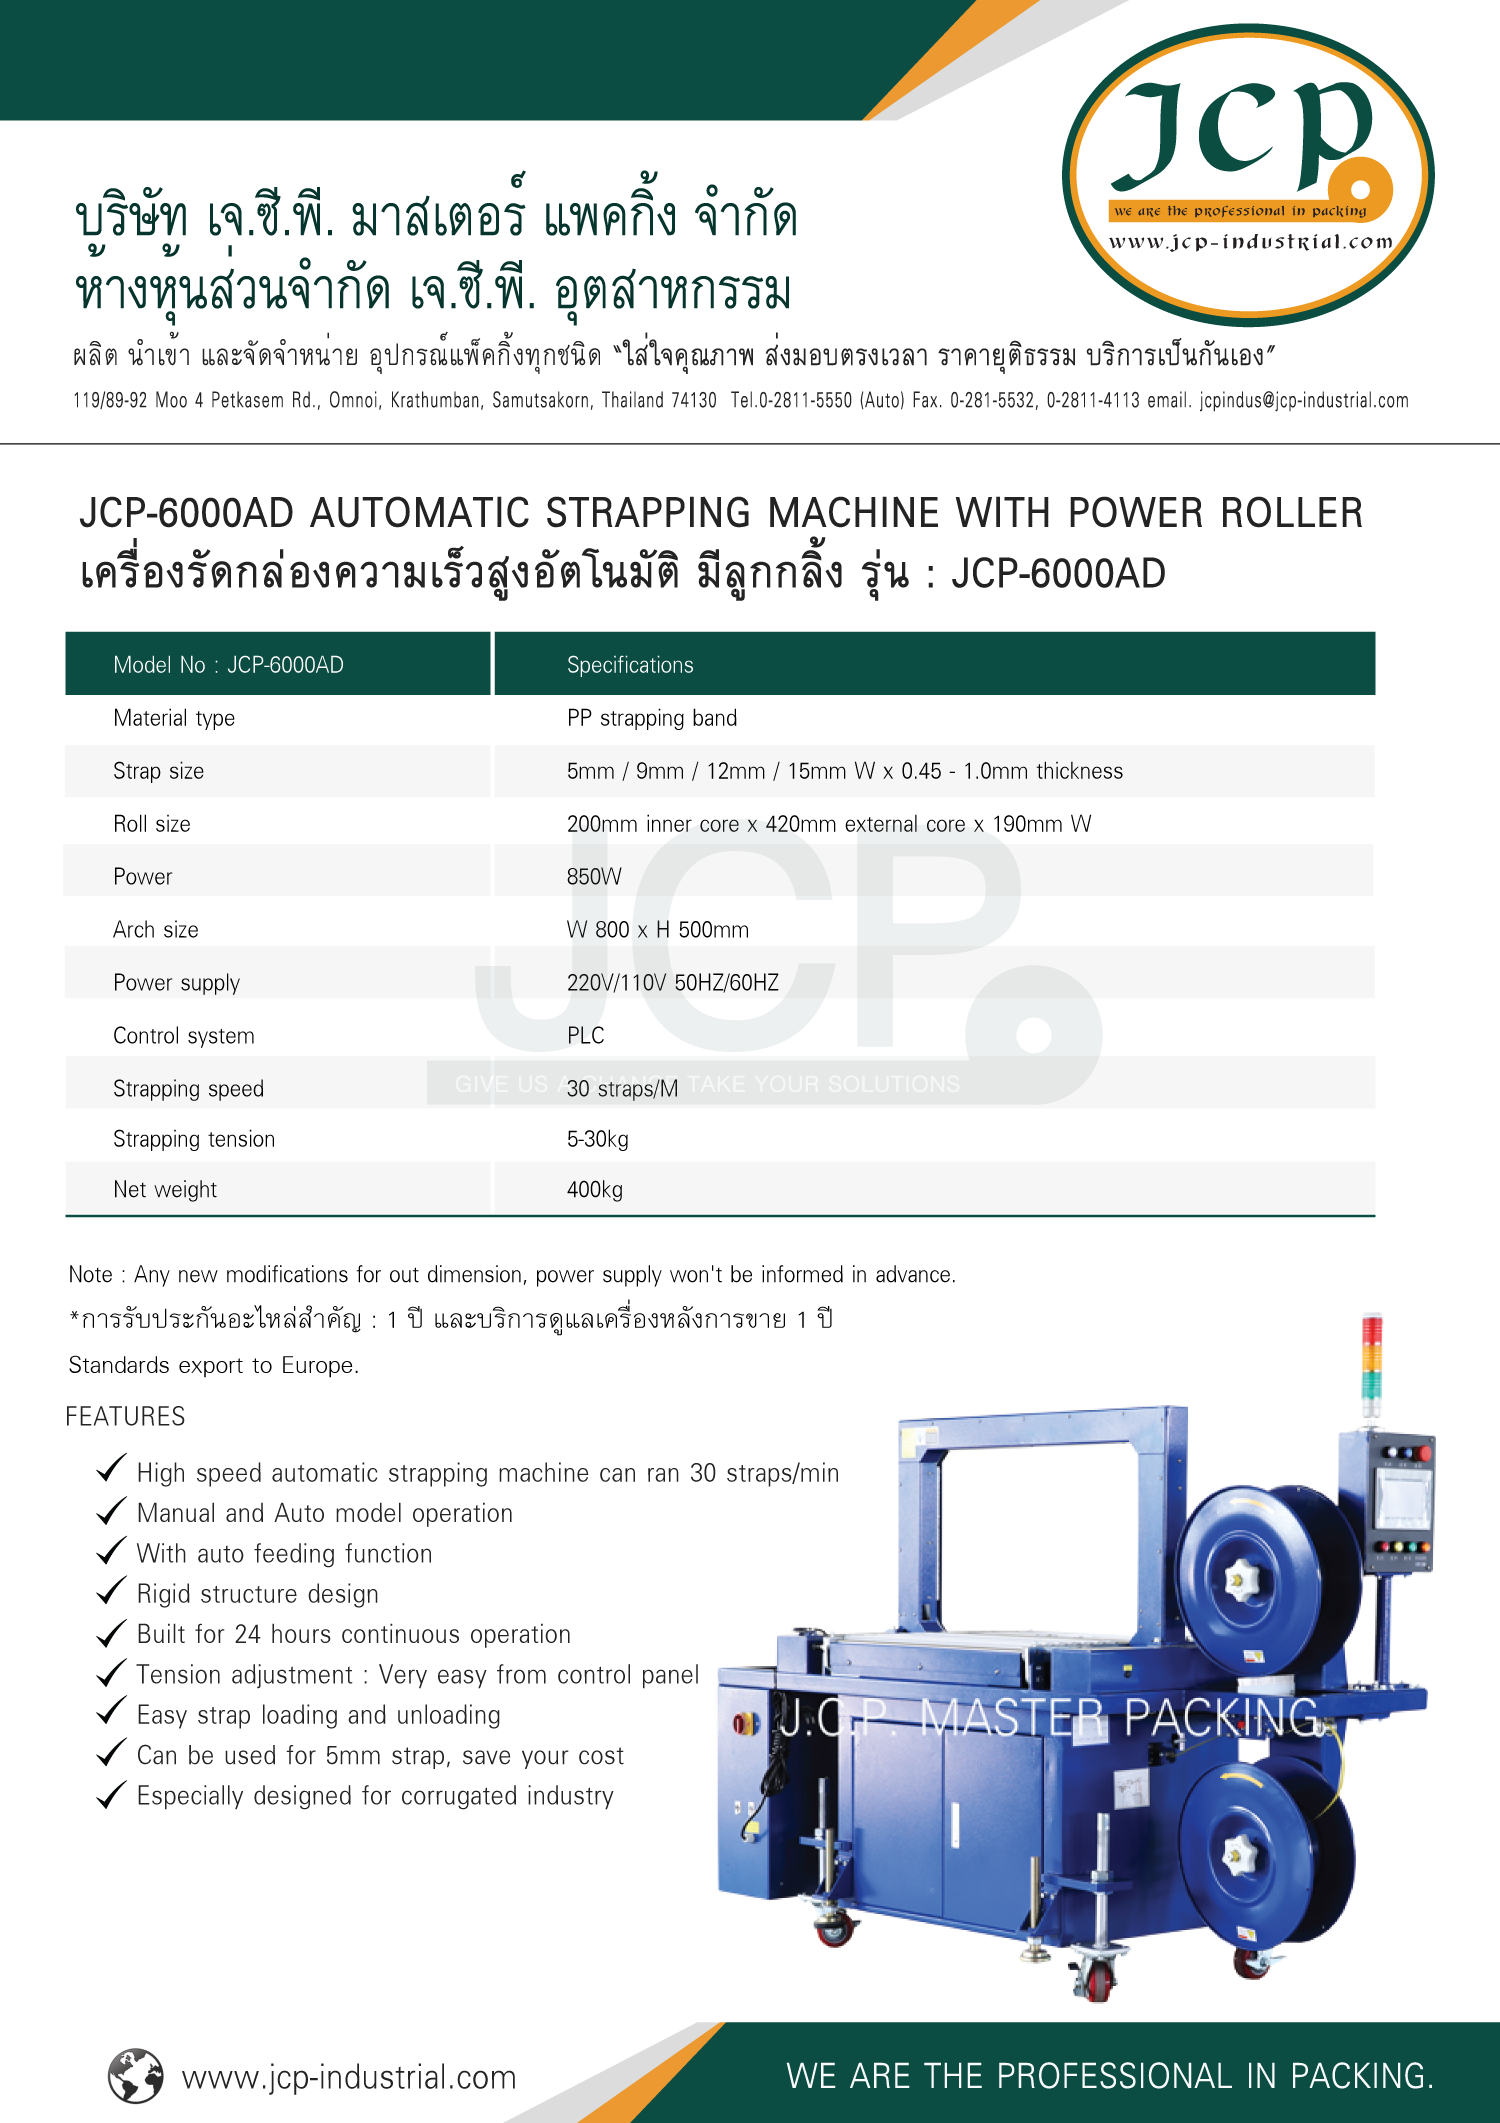 JCP
we are the professional in packing
www.jcp-industrial.com
บริษัท เจ.ซี.พี. มาสเตอร์ แพคกิ้ง จำกัด
ห้างหุ้นส่วนจำกัด เจ.ซี.พี. อุตสาหกรรม
ผลิต นำเข้า และจัดจำหน่าย อุปกรณ์แพ็คกิ้งทุกชนิด "ใส่ใจคุณภาพ ส่งมอบตรงเวลา ราคายุติธรรม บริการเป็นกันเอง"
119/89-92 Moo 4 Petkasem Rd., Omnoi, Krathumban, Samutsakorn, Thailand 74130 Tel.0-2811-5550 (Auto) Fax. 0-281-5532, 0-2811-4113 email. jcpindus@jcp-industrial.com
JCP-6000AD AUTOMATIC STRAPPING MACHINE WITH POWER ROLLER
เครื่องรัดกล่องความเร็วสูงอัตโนมัติ มีลูกกลิ้ง รุ่น : JCP-6000AD
Model No : JCP-6000AD Specifications
Material type PP strapping band
Strap size 5mm / 9mm / 12mm / 15mm W x 0.45 - 1.0mm thickness
Roll size 200mm inner core x 420mm external core x 190mm W
Power 850W
Arch size W 800 x H 500mm
Power supply 220V/110V 50HZ/60HZ
Control system PLC
Strapping speed 30 straps/M
Strapping tension 5-30kg
Net weight 400kg
JCP
GIVE US A CHANCE TAKE YOUR SOLUTIONS
Note : Any new modifications for out dimension, power supply won't be informed in advance.
*การรับประกันอะไหล่สำคัญ : 1 ปี และบริการดูแลเครื่องหลังการขาย 1 ปี
Standards export to Europe.
FEATURES
High speed automatic strapping machine can ran 30 straps/min
Manual and Auto model operation
With auto feeding function
Rigid structure design
Built for 24 hours continuous operation
Tension adjustment : Very easy from control panel
Easy strap loading and unloading
Can be used for 5mm strap, save your cost
Especially designed for corrugated industry
J.C.P. MASTER PACKING.
www.jcp-industrial.com
WE ARE THE PROFESSIONAL IN PACKING.